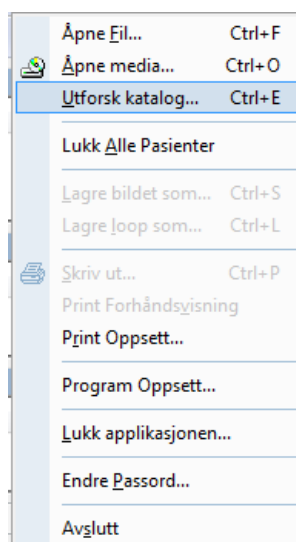 Åpne Fil... Ctrl+F
Åpne media... Ctrl+O
Utforsk katalog... Ctrl+E
Lukk Alle Pasienter
Lagre bildet som... Ctrl+S
Lagre loop som... Ctrl+L
Skriv ut... Ctrl+P
Print Forhåndsvisning
Print Oppsett...
Program Oppsett...
Lukk applikasjonen...
Endre Passord...
Avslutt